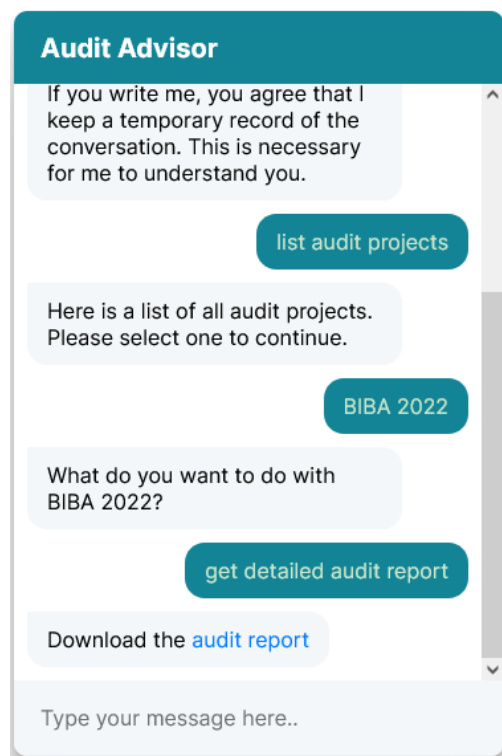 Audit Advisor
If you write me, you agree that I
keep a temporary record of the
conversation. This is necessary
for me to understand you.
list audit projects
Here is a list of all audit projects.
Please select one to continue.
BIBA 2022
What do you want to do with
BIBA 2022?
get detailed audit report
Download the audit report
Type your message here..